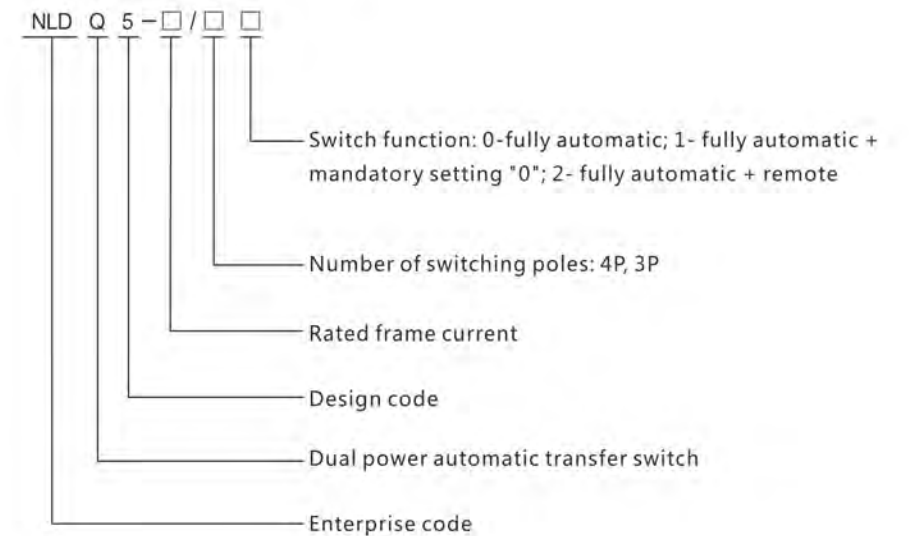 NLD Q 5 - □ / □ □
Switch function: 0-fully automatic; 1- fully automatic +
mandatory setting "0"; 2- fully automatic + remote
Number of switching poles: 4P, 3P
Rated frame current
Design code
Dual power automatic transfer switch
Enterprise code